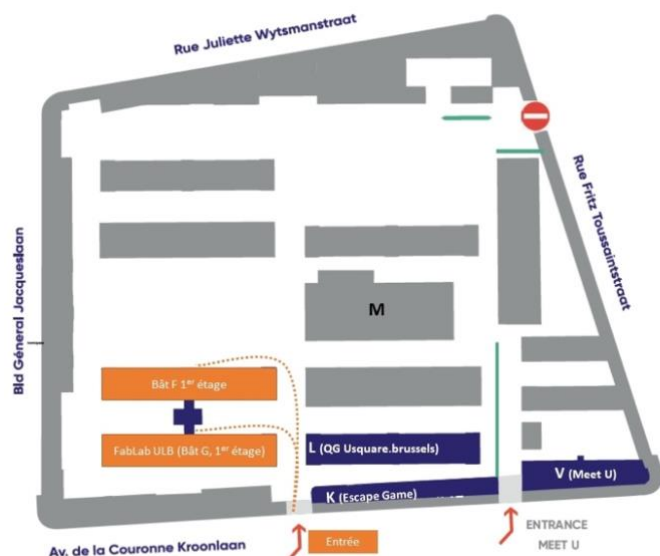 Rue Juliette Wytsmanstraat
Rue Fritz Toussaintstraat
Bld Géneral Jacqueslaan
M
Bât F 1er étage
FabLab ULB (Bât G, 1er étage)
L (QG Usquare.brussels)
K (Escape Game)
V (Meet U)
Av. de la Couronne Kroonlaan
Entrée
ENTRANCE
MEET U